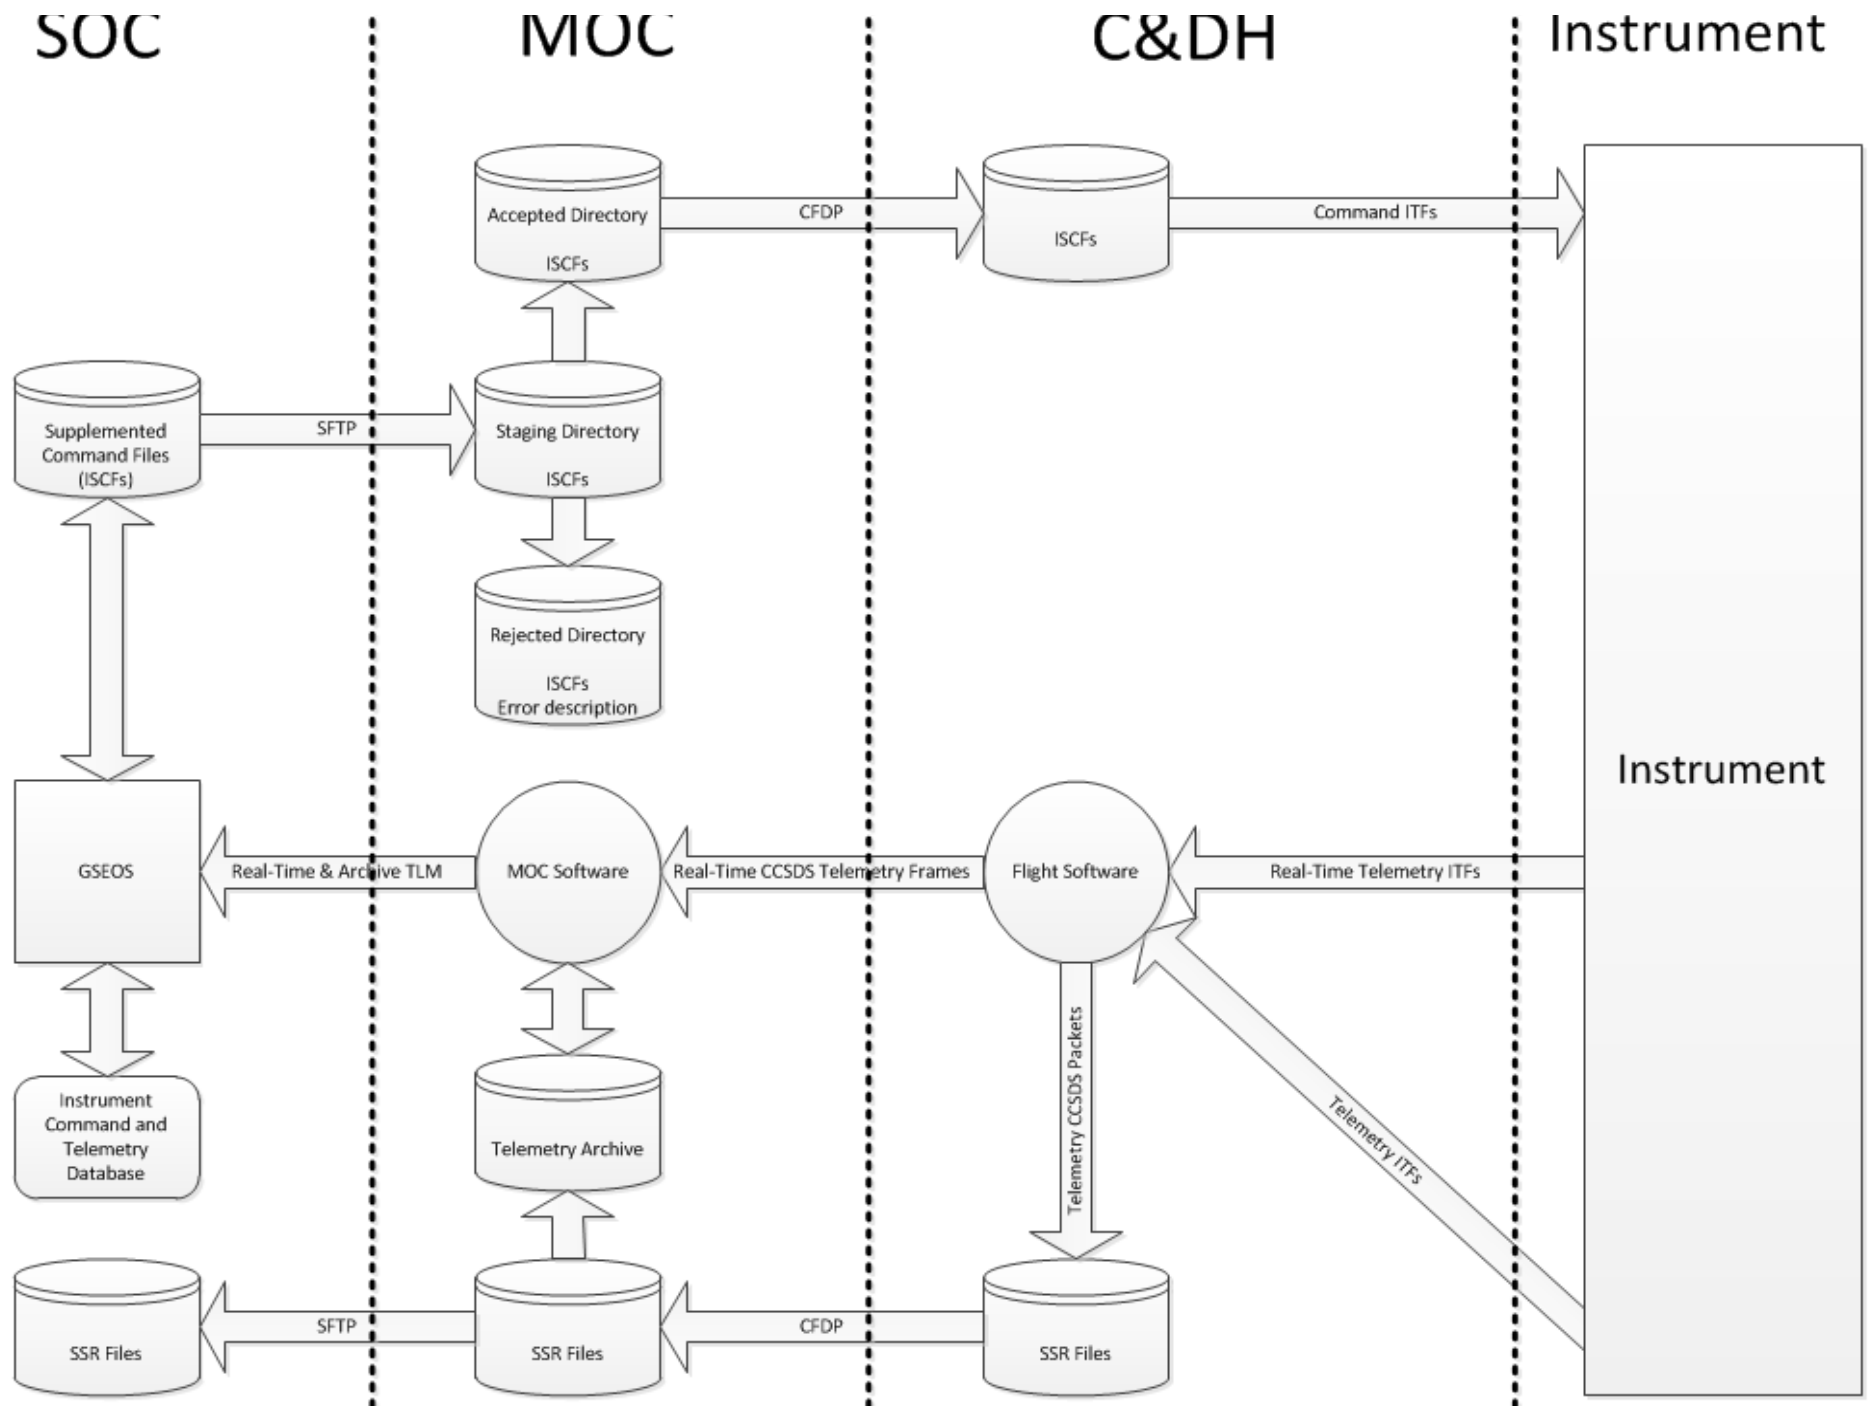 SOC
MOC
C&DH
Instrument
Accepted Directory
ISCFs
CFDP
ISCFs
Command ITFs
Supplemented
Command Files
(ISCFs)
SFTP
Staging Directory
ISCFs
Rejected Directory
ISCFs
Error description
Instrument
GSEOS
Real-Time & Archive TLM
MOC Software
Real-Time CCSDS Telemetry Frames
Flight Software
Real-Time Telemetry ITFs
Telemetry CCSDS Packets
Telemetry ITFs
Instrument
Command and
Telemetry
Database
Telemetry Archive
SSR Files
SFTP
SSR Files
CFDP
SSR Files